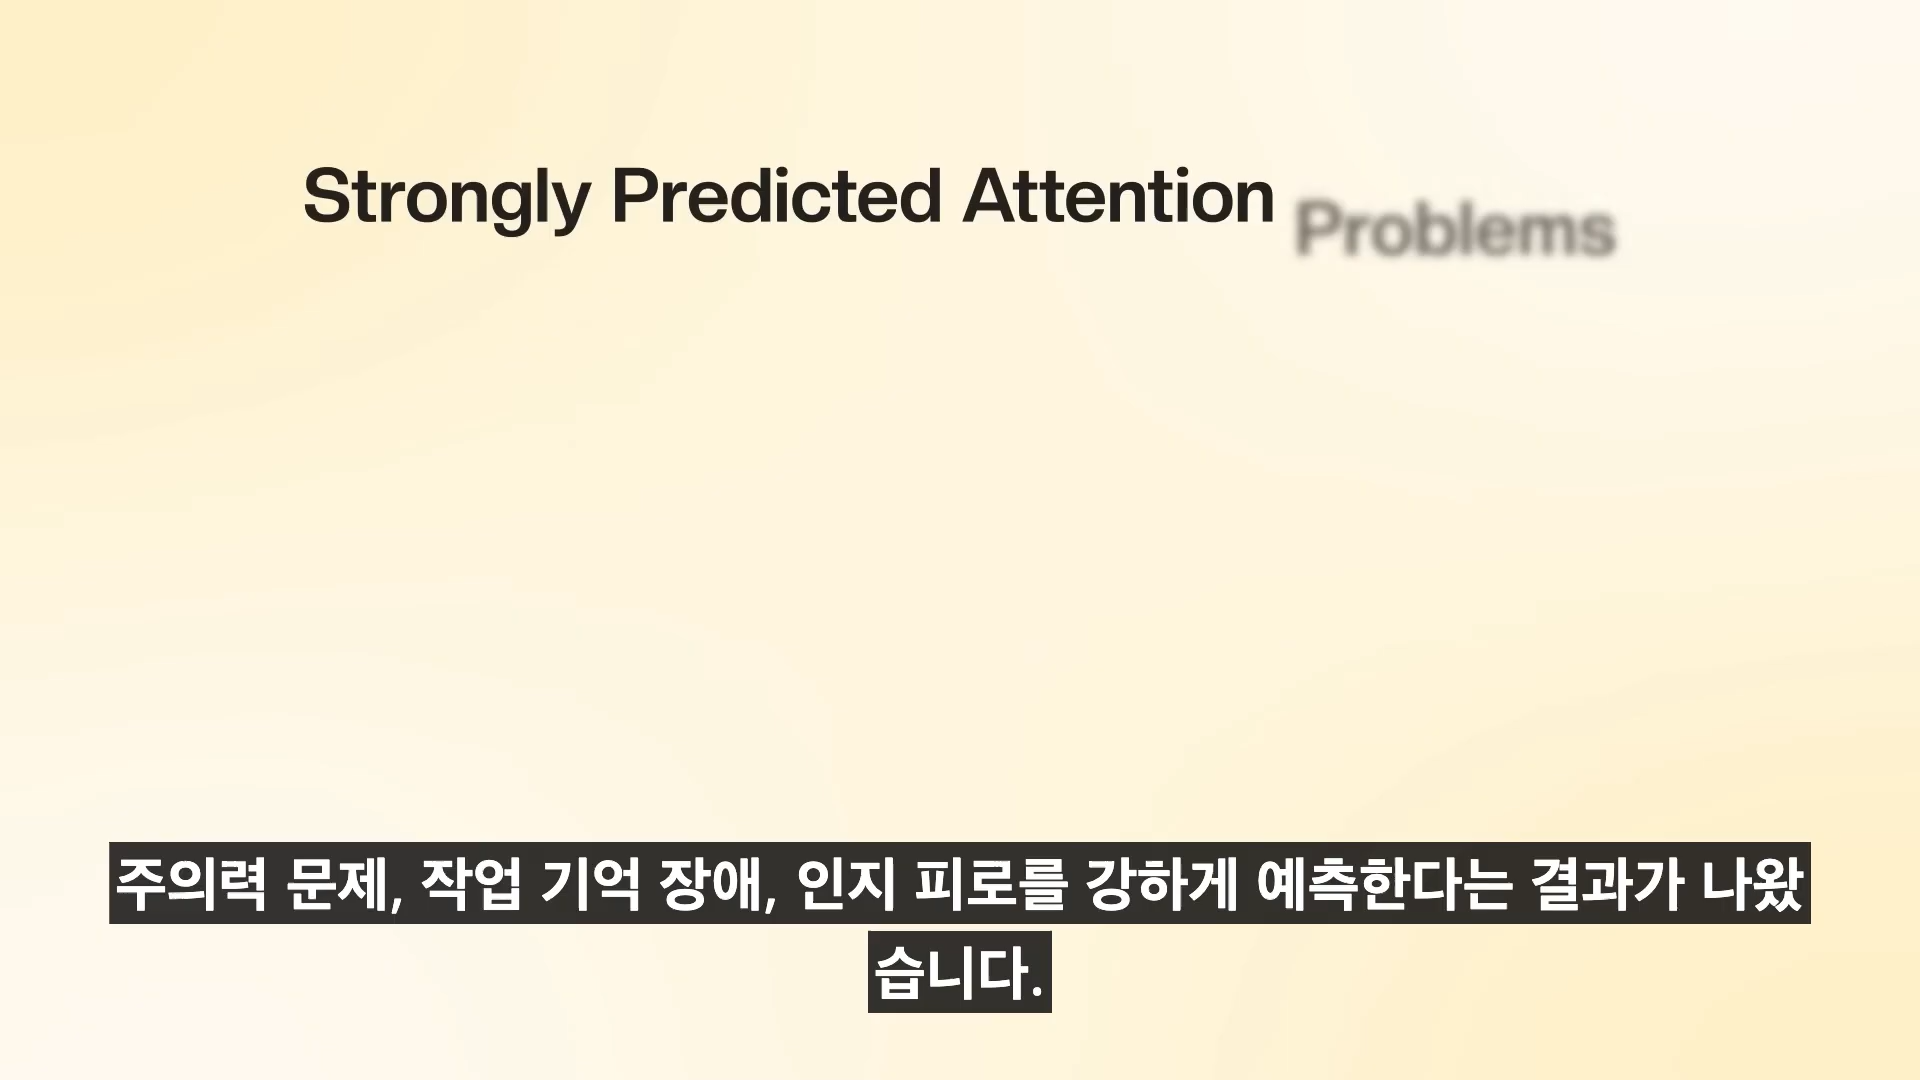 Strongly Predicted Attention Problems
주의력 문제, 작업 기억 장애, 인지 피로를 강하게 예측한다는 결과가 나왔
습니다.